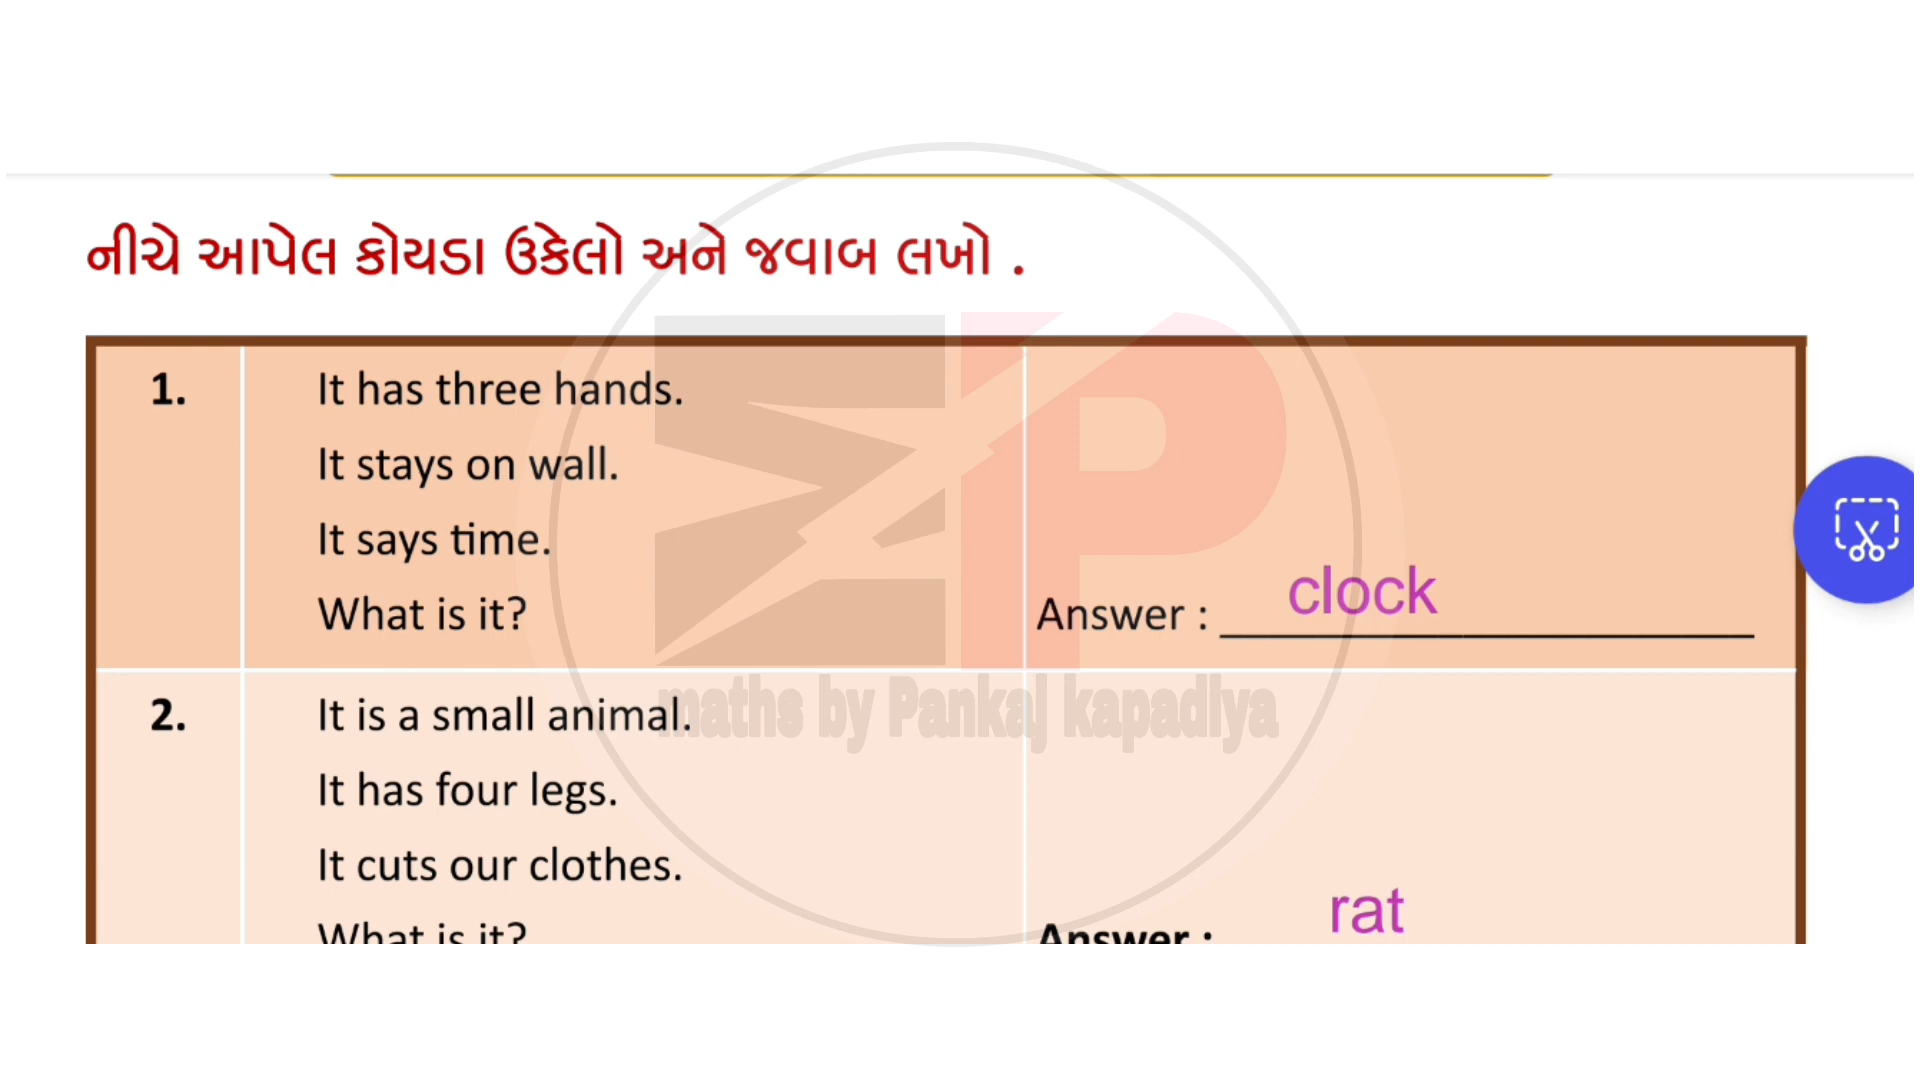 નીચે આપેલ કોયડા ઉકેલો અને જવાબ લખો .
1. It has three hands.
It stays on wall.
It says time.
What is it? Answer : clock
2. It is a small animal.
It has four legs.
It cuts our clothes.
What is it? Answer : rat
maths by Pankaj kapadiya